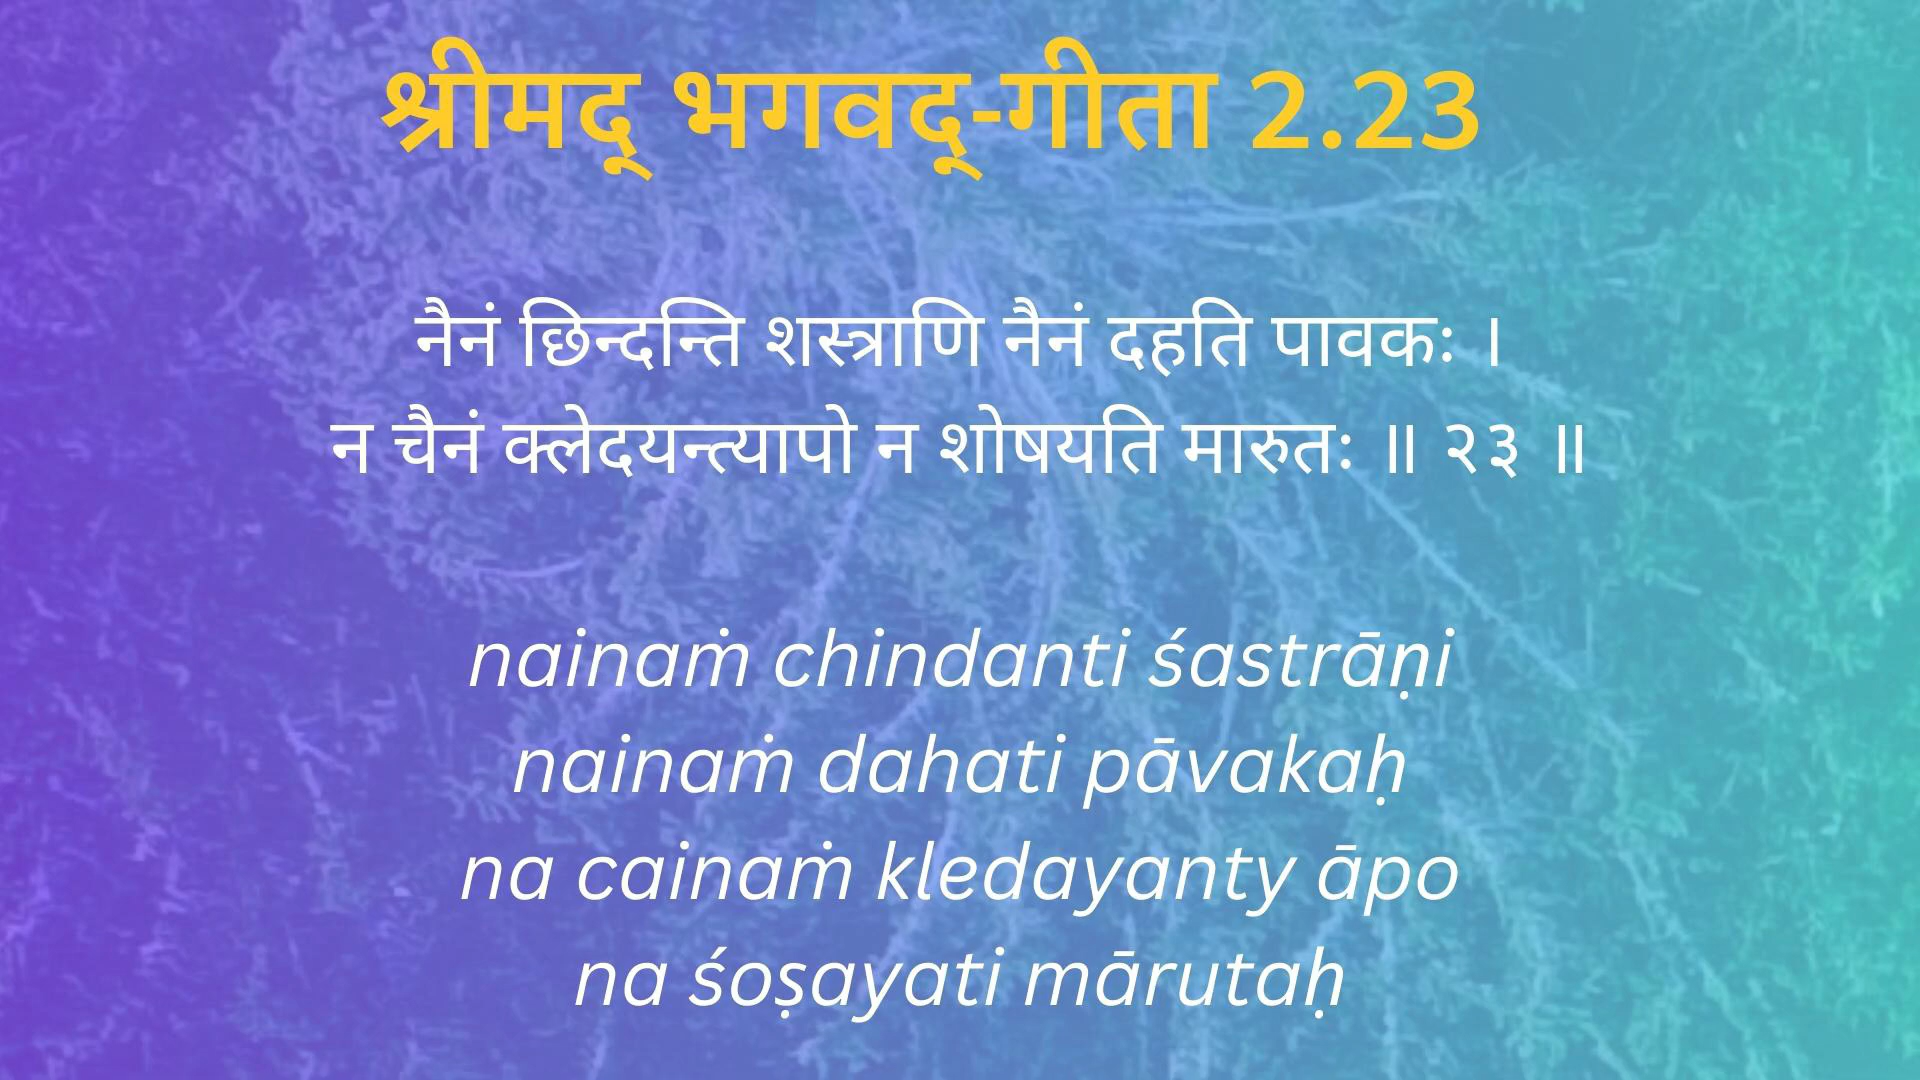 श्रीमद् भगवद्-गीता 2.23
नैनं छिन्दन्ति शस्त्राणि नैनं दहति पावकः ।
न चैनं क्लेदयन्त्यापो न शोषयति मारुतः ॥ २३ ॥
nainaṁ chindanti śastrāṇi
nainaṁ dahati pāvakaḥ
na cainaṁ kledayanty āpo
na śoṣayati mārutaḥ